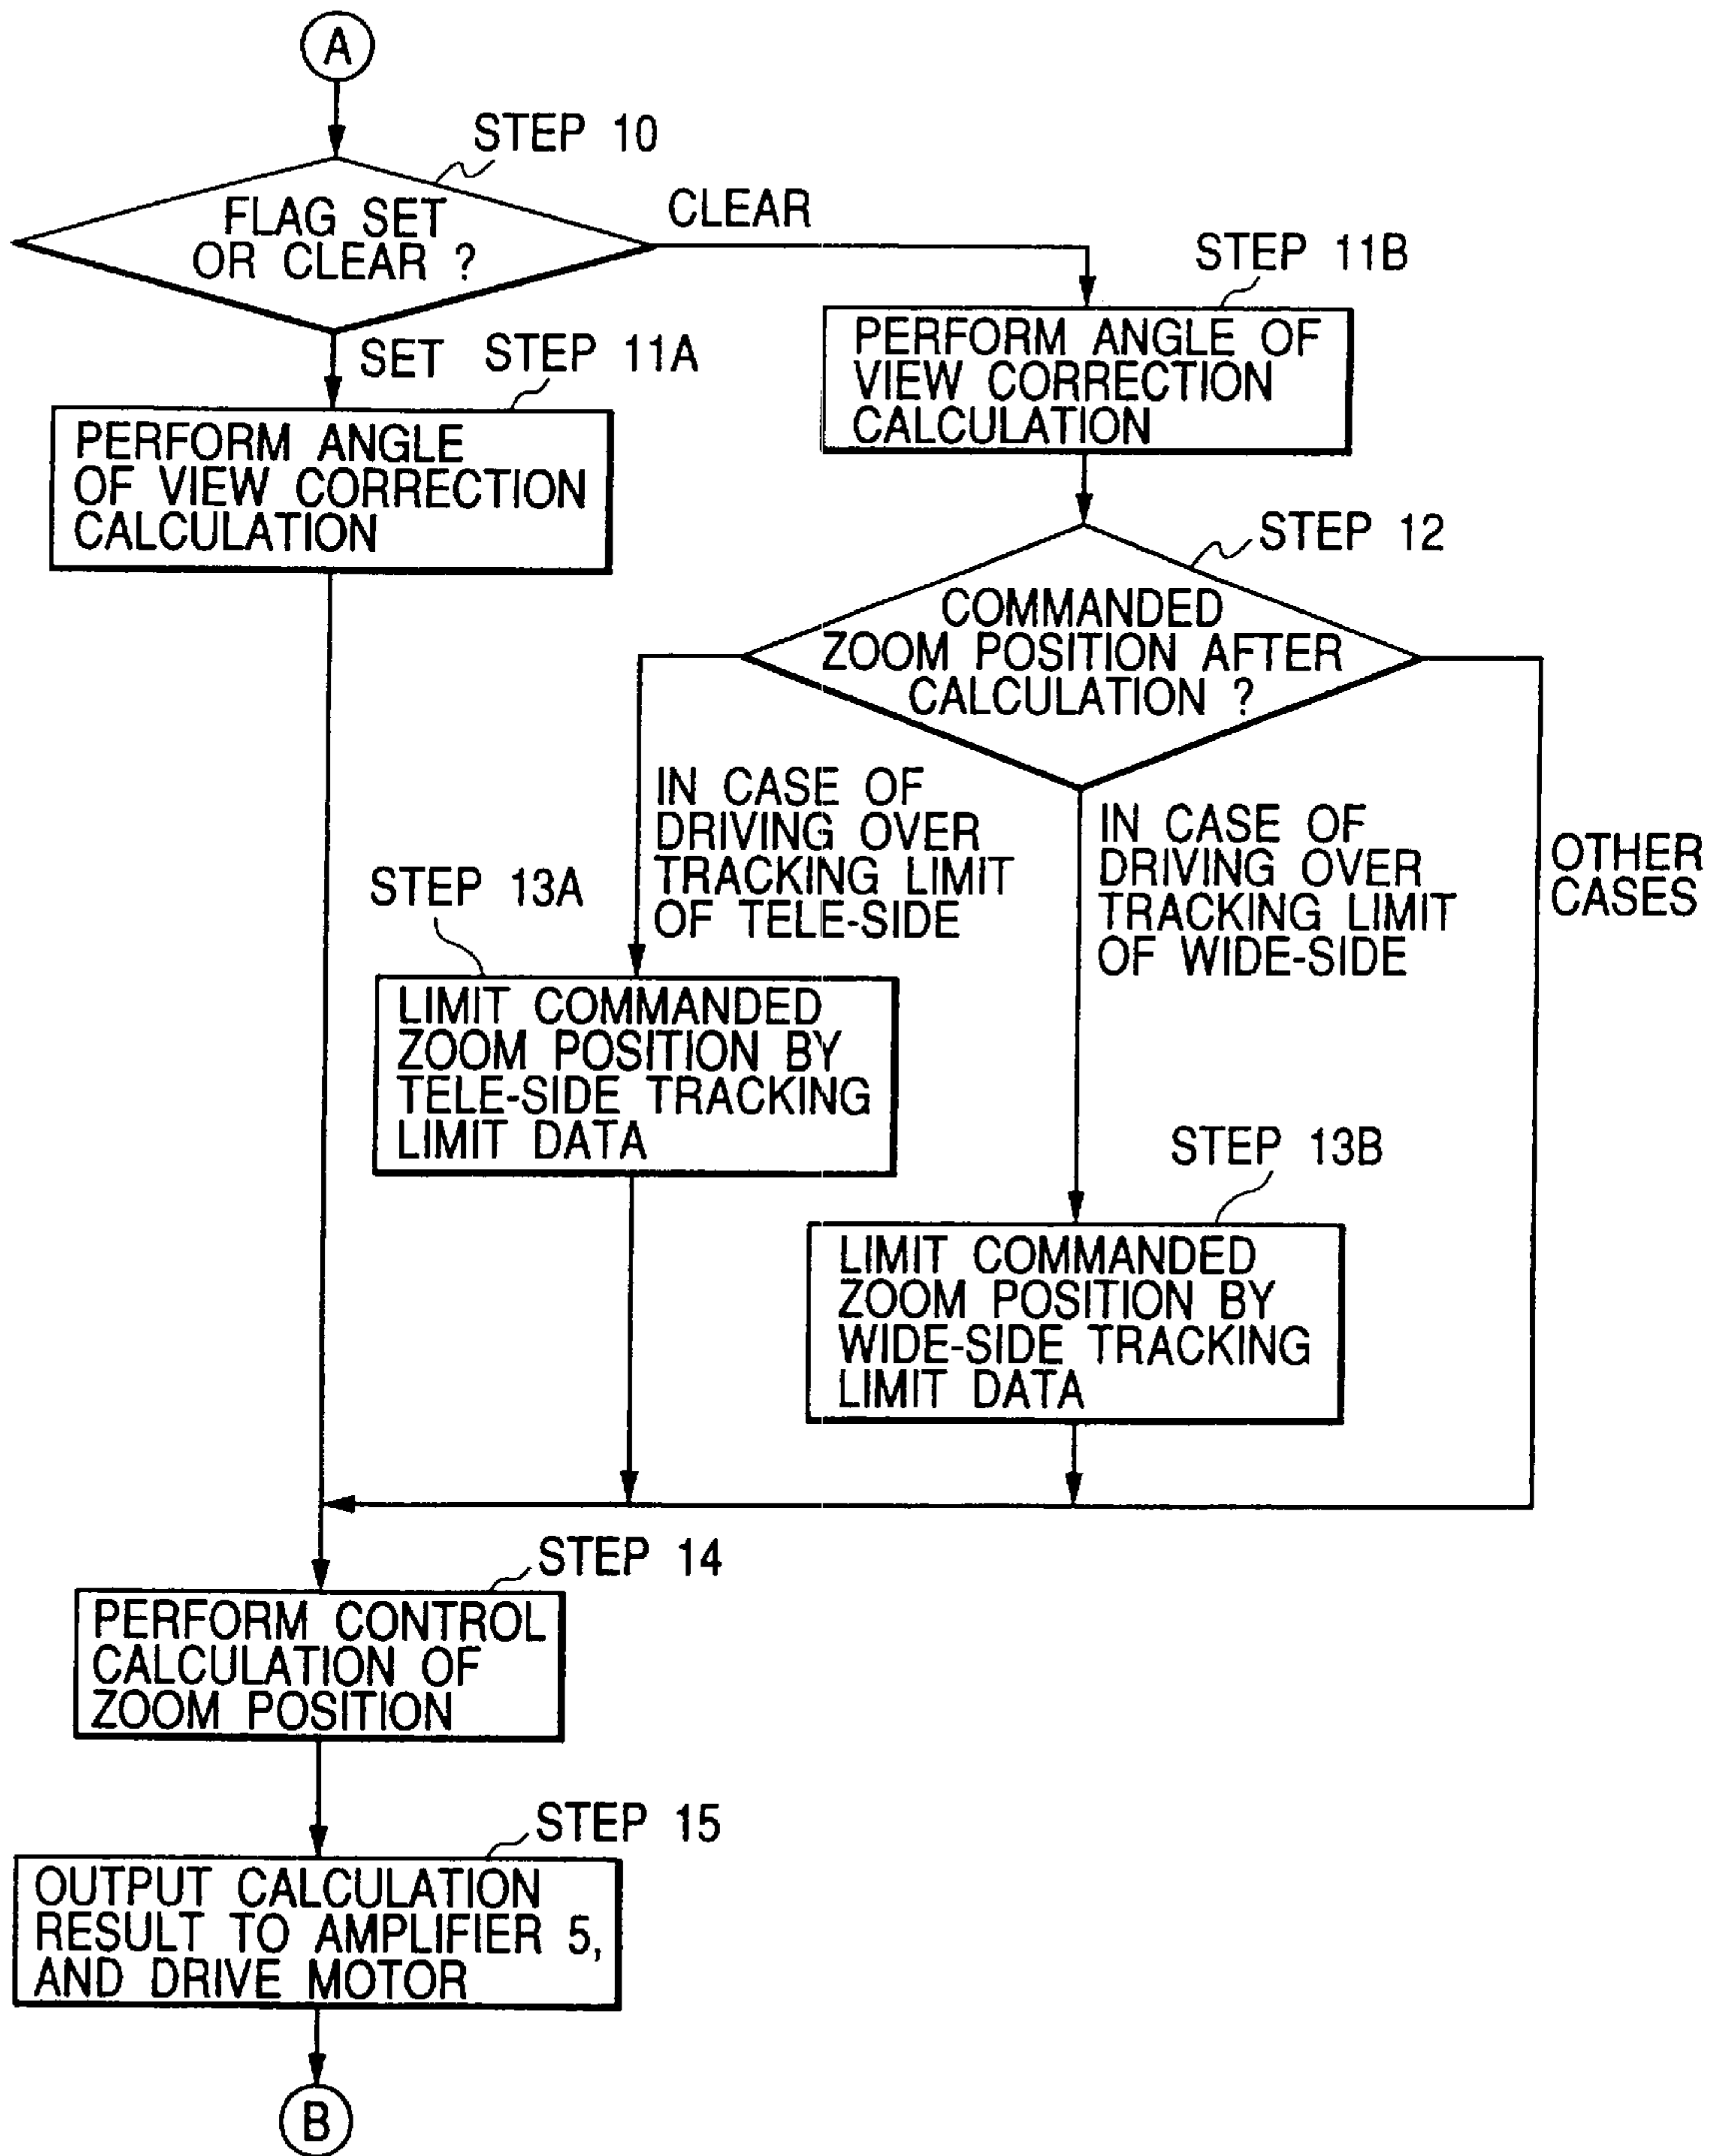 A
STEP 10
FLAG SET
OR CLEAR ?
CLEAR
SET
STEP 11A
PERFORM ANGLE
OF VIEW CORRECTION
CALCULATION
STEP 11B
PERFORM ANGLE OF
VIEW CORRECTION
CALCULATION
STEP 12
COMMANDED
ZOOM POSITION AFTER
CALCULATION ?
IN CASE OF
DRIVING OVER
TRACKING LIMIT
OF TELE-SIDE
IN CASE OF
DRIVING OVER
TRACKING LIMIT
OF WIDE-SIDE
OTHER
CASES
STEP 13A
LIMIT COMMANDED
ZOOM POSITION BY
TELE-SIDE TRACKING
LIMIT DATA
STEP 13B
LIMIT COMMANDED
ZOOM POSITION BY
WIDE-SIDE TRACKING
LIMIT DATA
STEP 14
PERFORM CONTROL
CALCULATION OF
ZOOM POSITION
STEP 15
OUTPUT CALCULATION
RESULT TO AMPLIFIER 5,
AND DRIVE MOTOR
B